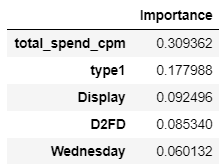 Importance
total_spend_cpm 0.309362
type1 0.177988
Display 0.092496
D2FD 0.085340
Wednesday 0.060132